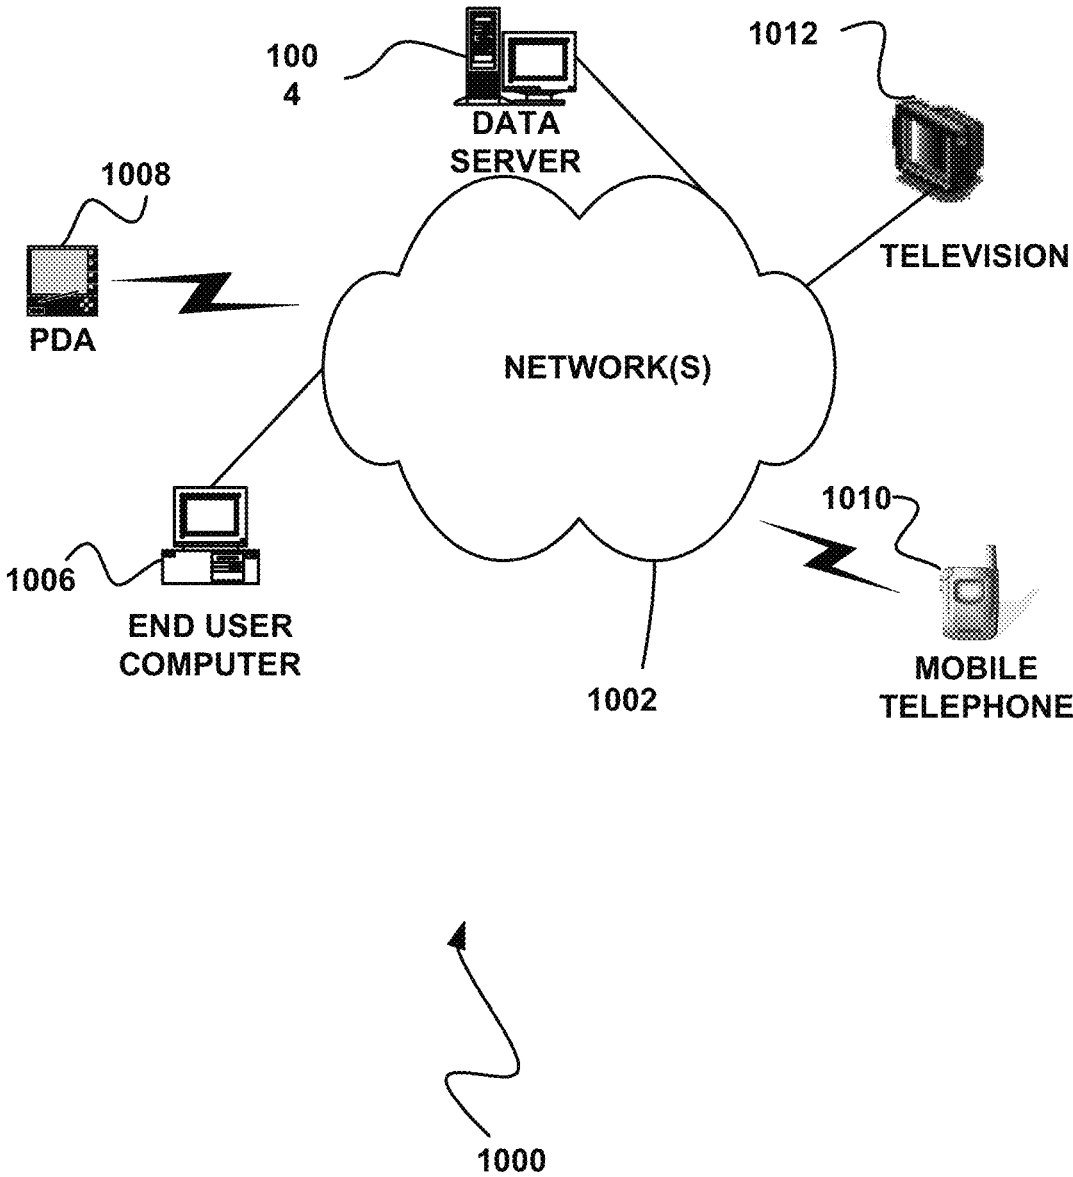 100
4
DATA
SERVER
1012
TELEVISION
1008
PDA
NETWORK(S)
1006
END USER
COMPUTER
1010
MOBILE
TELEPHONE
1002
1000